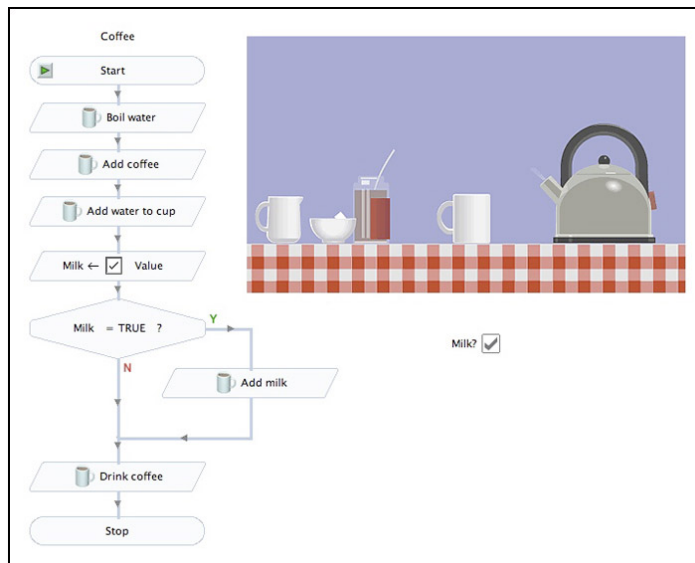 Coffee
Start
Boil water
Add coffee
Add water to cup
Milk ← Value
Milk = TRUE ?
Y
N
Add milk
Drink coffee
Stop
Milk?